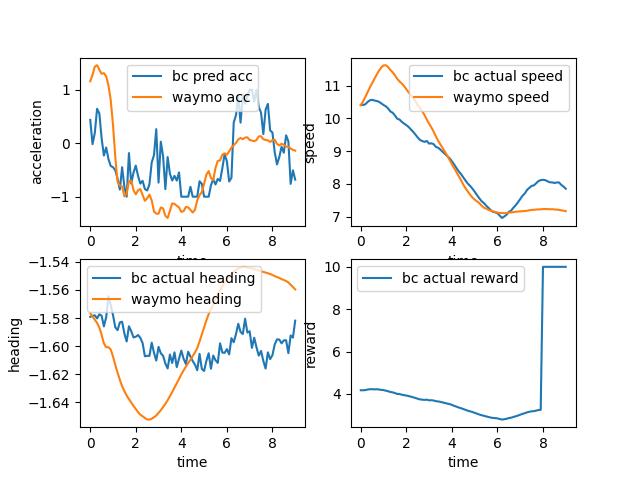 bc pred acc
waymo acc
acceleration
1
0
−1
0
2
4
6
8
time
bc actual speed
waymo speed
speed
11
10
9
8
7
0
2
4
6
8
time
bc actual heading
waymo heading
heading
−1.54
−1.56
−1.58
−1.60
−1.62
−1.64
0
2
4
6
8
time
bc actual reward
reward
10
8
6
4
0
2
4
6
8
time